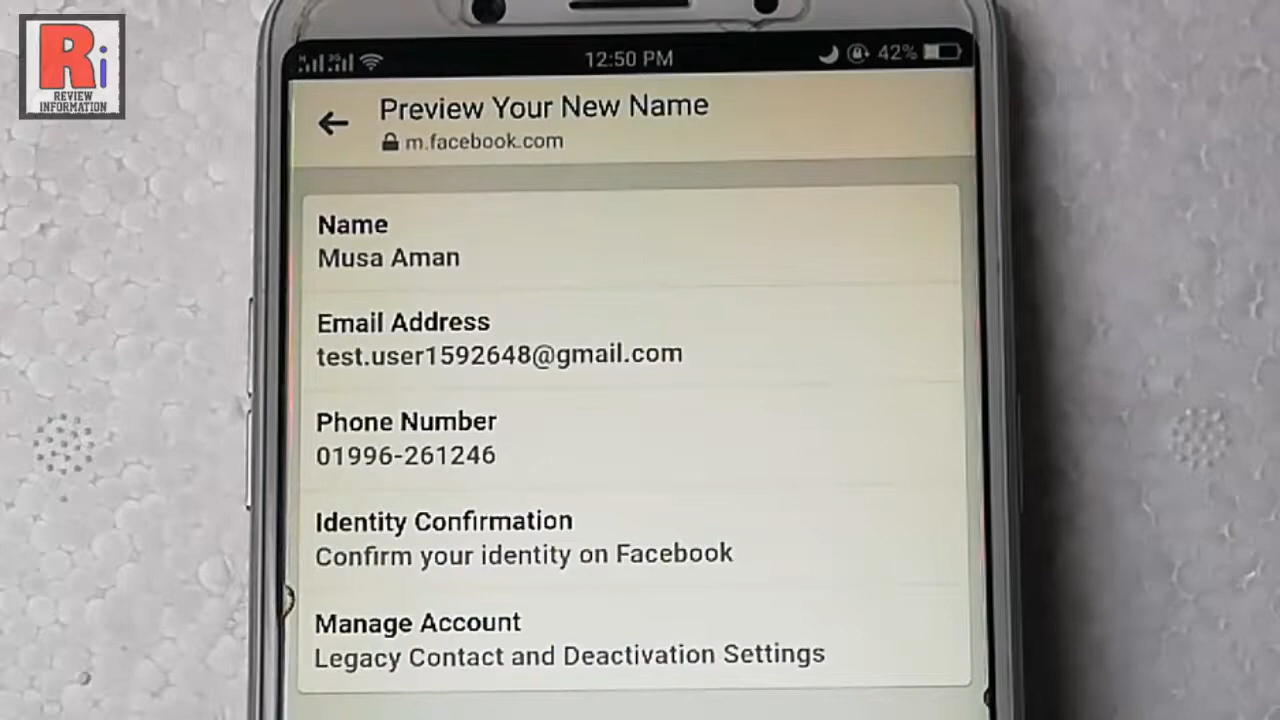 Ri
REVIEW
INFORMATION
12:50 PM
42%
Preview Your New Name
m.facebook.com
Name
Musa Aman
Email Address
test.user1592648@gmail.com
Phone Number
01996-261246
Identity Confirmation
Confirm your identity on Facebook
Manage Account
Legacy Contact and Deactivation Settings